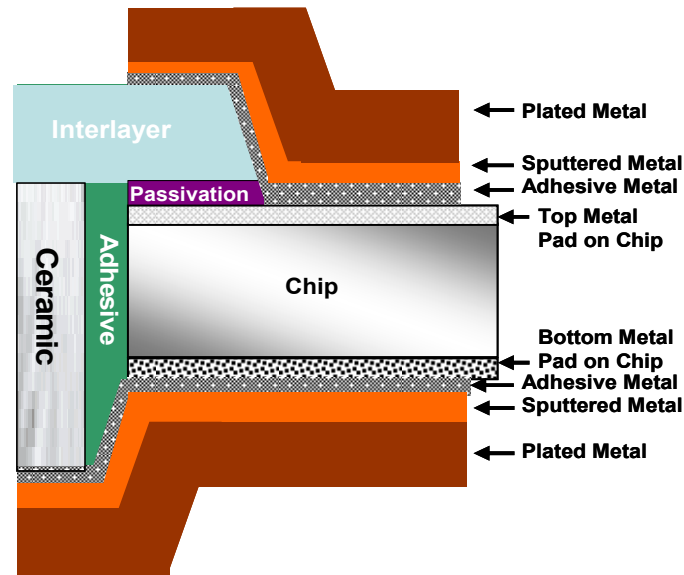 Interlayer
Passivation
Ceramic
Adhesive
Chip
Plated Metal
Sputtered Metal
Adhesive Metal
Top Metal
Pad on Chip
Bottom Metal
Pad on Chip
Adhesive Metal
Sputtered Metal
Plated Metal